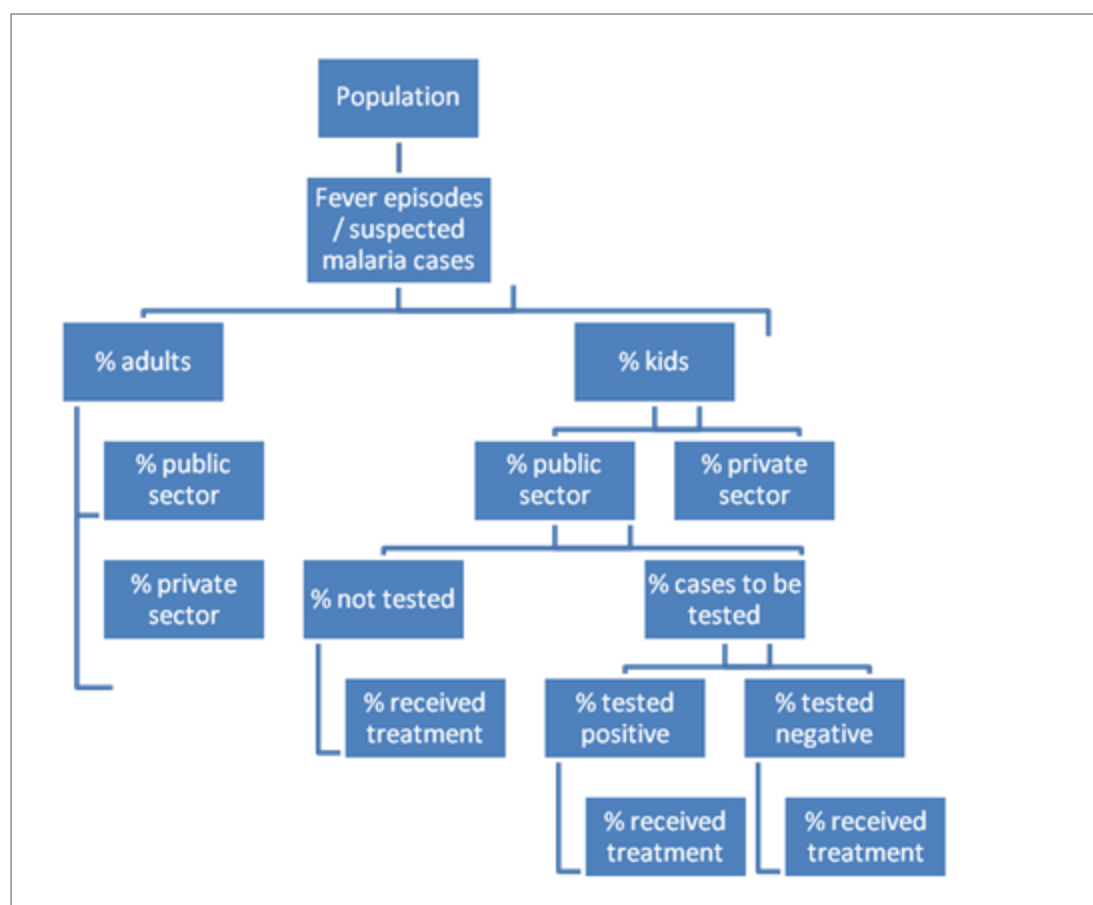 Population
Fever episodes
/ suspected
malaria cases
% adults
% kids
% public
sector
% private
sector
% public
sector
% private
sector
% not tested
% cases to be
tested
% received
treatment
% tested
positive
% tested
negative
% received
treatment
% received
treatment